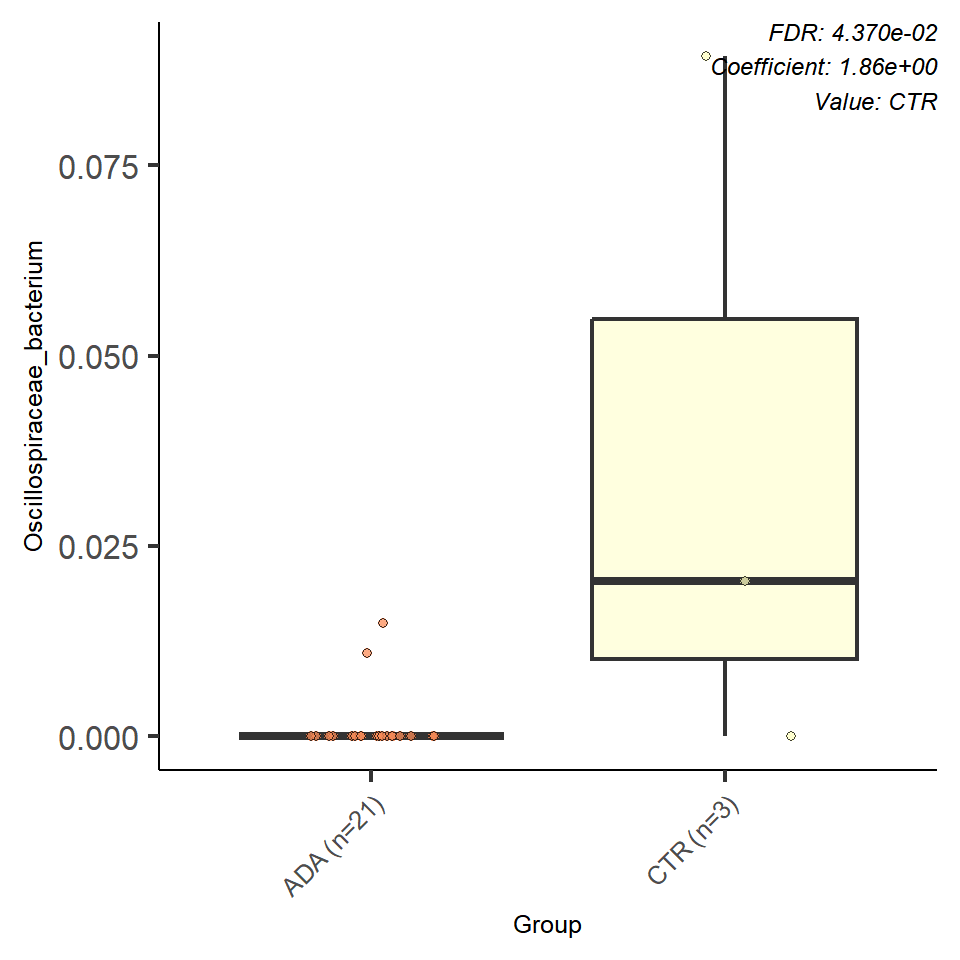 FDR: 4.370e-02
Coefficient: 1.86e+00
Value: CTR
0.075
0.050
0.025
0.000
Oscillospiraceae_bacterium
ADA (n=21)
CTR (n=3)
Group